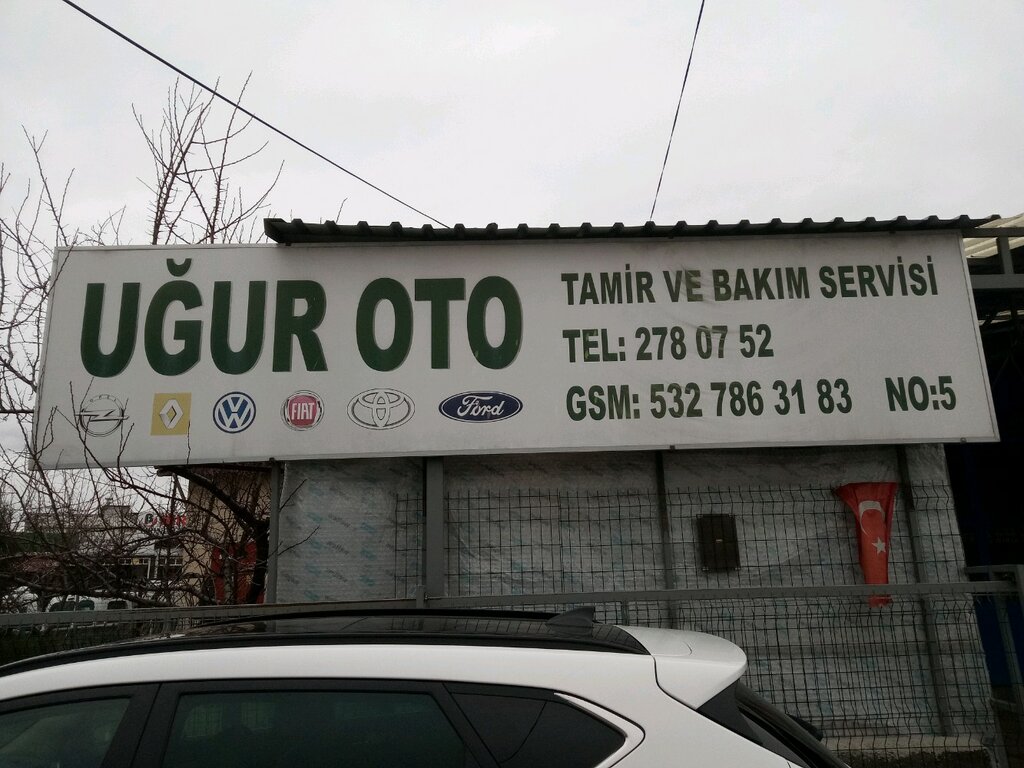 UĞUR OTO
TAMİR VE BAKIM SERVİSİ
TEL: 278 07 52
GSM: 532 786 31 83 NO:5
FIAT
Ford